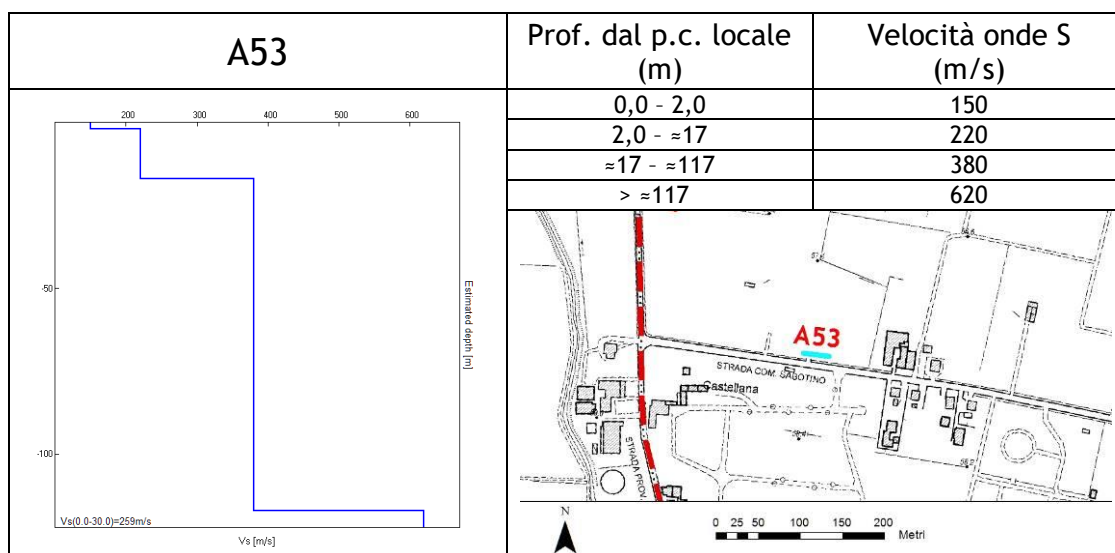 A53
Prof. dal p.c. locale
(m)
Velocità onde S
(m/s)
0,0 - 2,0 150
2,0 - ≈17 220
≈17 - ≈117 380
> ≈117 620
200 300 400 500 600
-50
-100
Estimated depth [m]
Vs(0.0-30.0)=259m/s
Vs [m/s]
A53
STRADA COM. SABOTINO
Castellana
STRADA PROV.
N
0 25 50 100 150 200
Metri